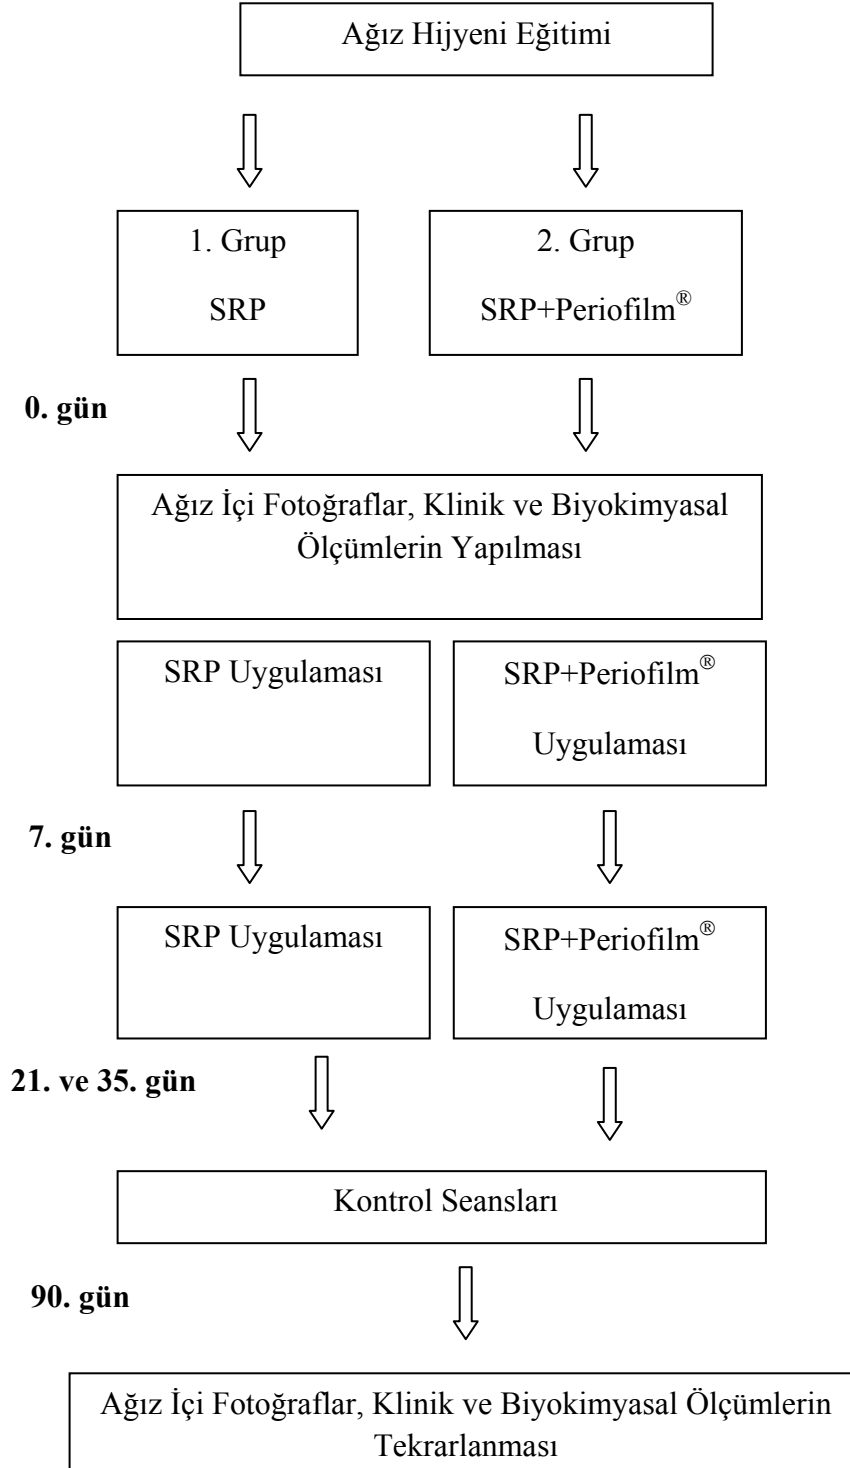 Ağız Hijyeni Eğitimi
1. Grup
SRP
2. Grup
SRP+Periofilm®
0. gün
Ağız İçi Fotoğraflar, Klinik ve Biyokimyasal
Ölçümlerin Yapılması
SRP Uygulaması
SRP+Periofilm®
Uygulaması
7. gün
SRP Uygulaması
SRP+Periofilm®
Uygulaması
21. ve 35. gün
Kontrol Seansları
90. gün
Ağız İçi Fotoğraflar, Klinik ve Biyokimyasal Ölçümlerin
Tekrarlanması